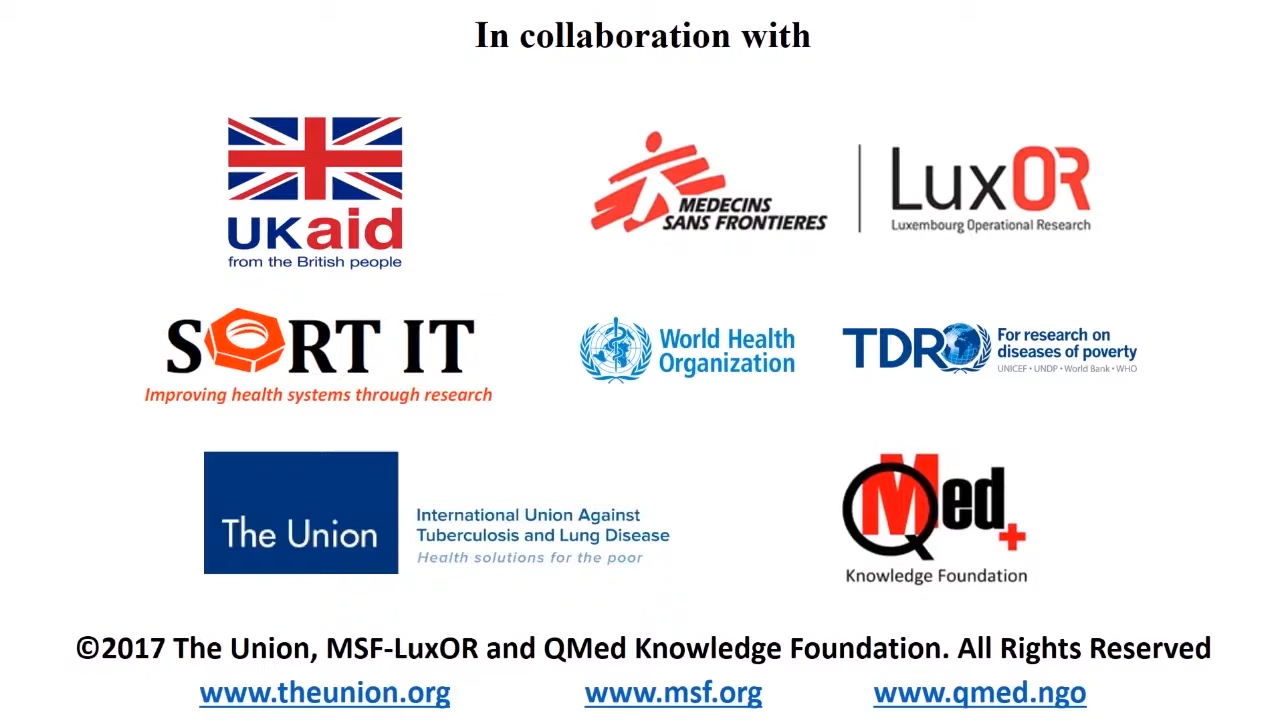 In collaboration with
UKaid
from the British people
MEDECINS
SANS FRONTIERES
LuxOR
Luxembourg Operational Research
SORT IT
Improving health systems through research
World Health
Organization
TDR
For research on
diseases of poverty
UNICEF • UNDP • World Bank • WHO
The Union
International Union Against
Tuberculosis and Lung Disease
Health solutions for the poor
QMed
Knowledge Foundation
©2017 The Union, MSF-LuxOR and QMed Knowledge Foundation. All Rights Reserved
www.theunion.org www.msf.org www.qmed.ngo